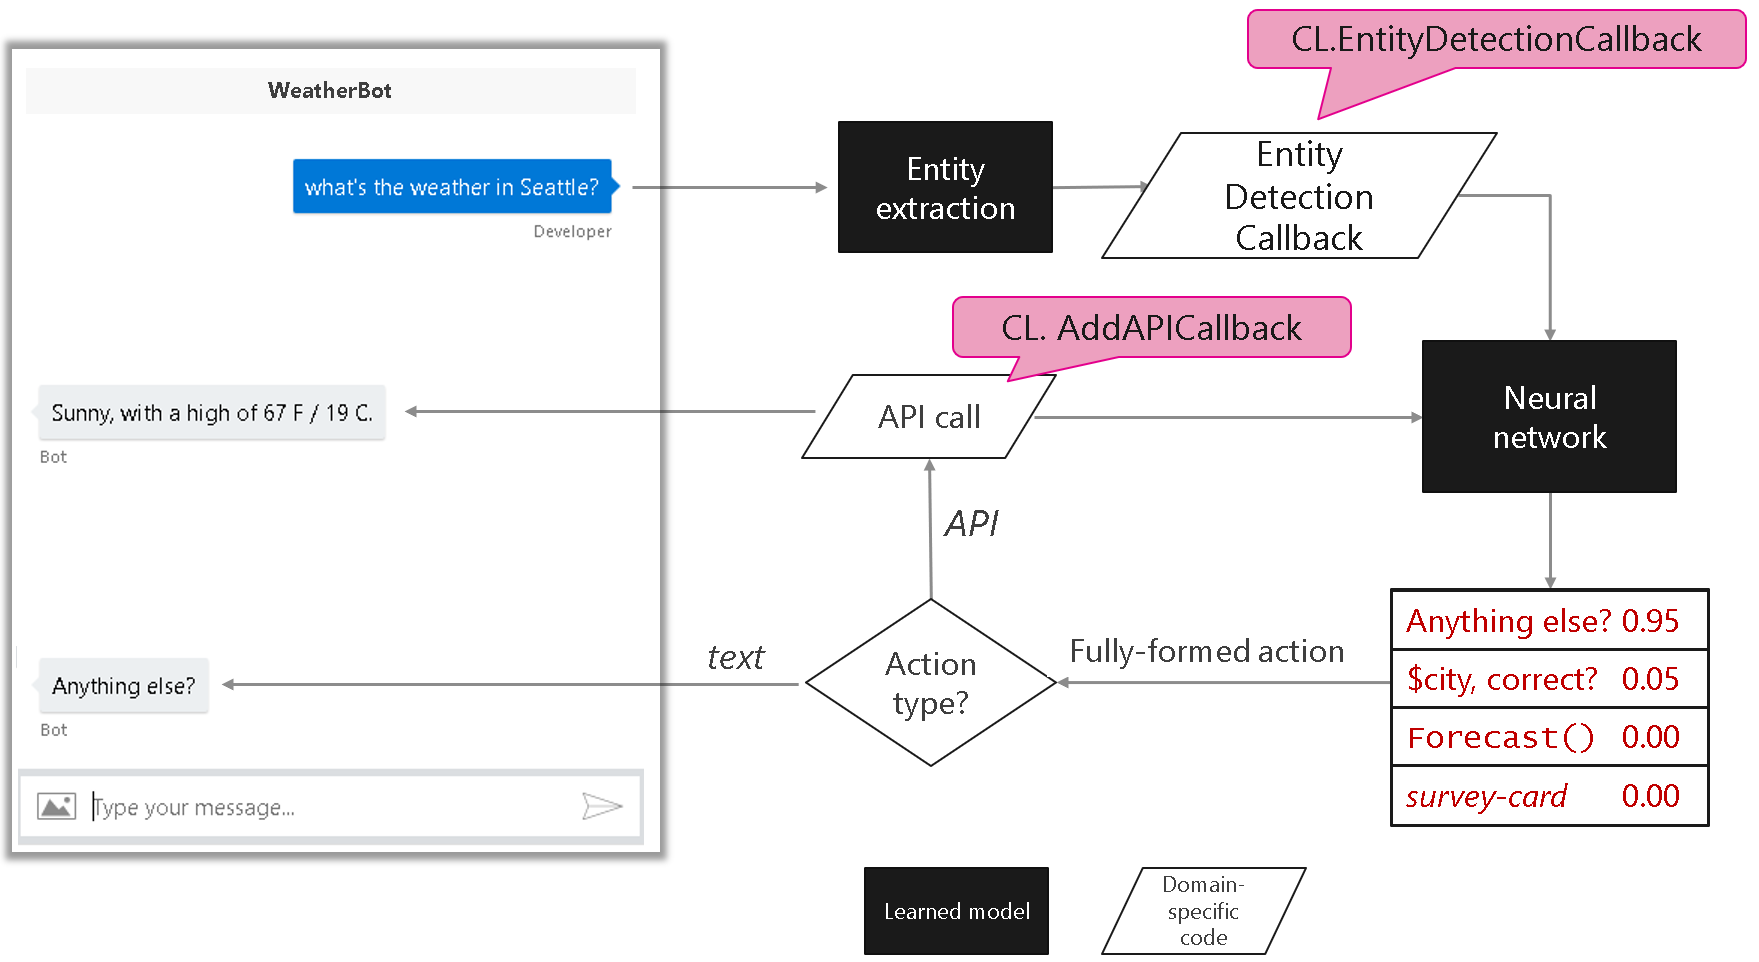 CL.EntityDetectionCallback
WeatherBot
what's the weather in Seattle?
Developer
Entity
extraction
Entity
Detection
Callback
CL. AddAPICallback
Sunny, with a high of 67 F / 19 C.
Bot
API call
Neural
network
API
text
Action
type?
Fully-formed action
Anything else? 0.95
$city, correct? 0.05
Forecast() 0.00
survey-card 0.00
Anything else?
Bot
Type your message...
Learned model
Domain-
specific
code